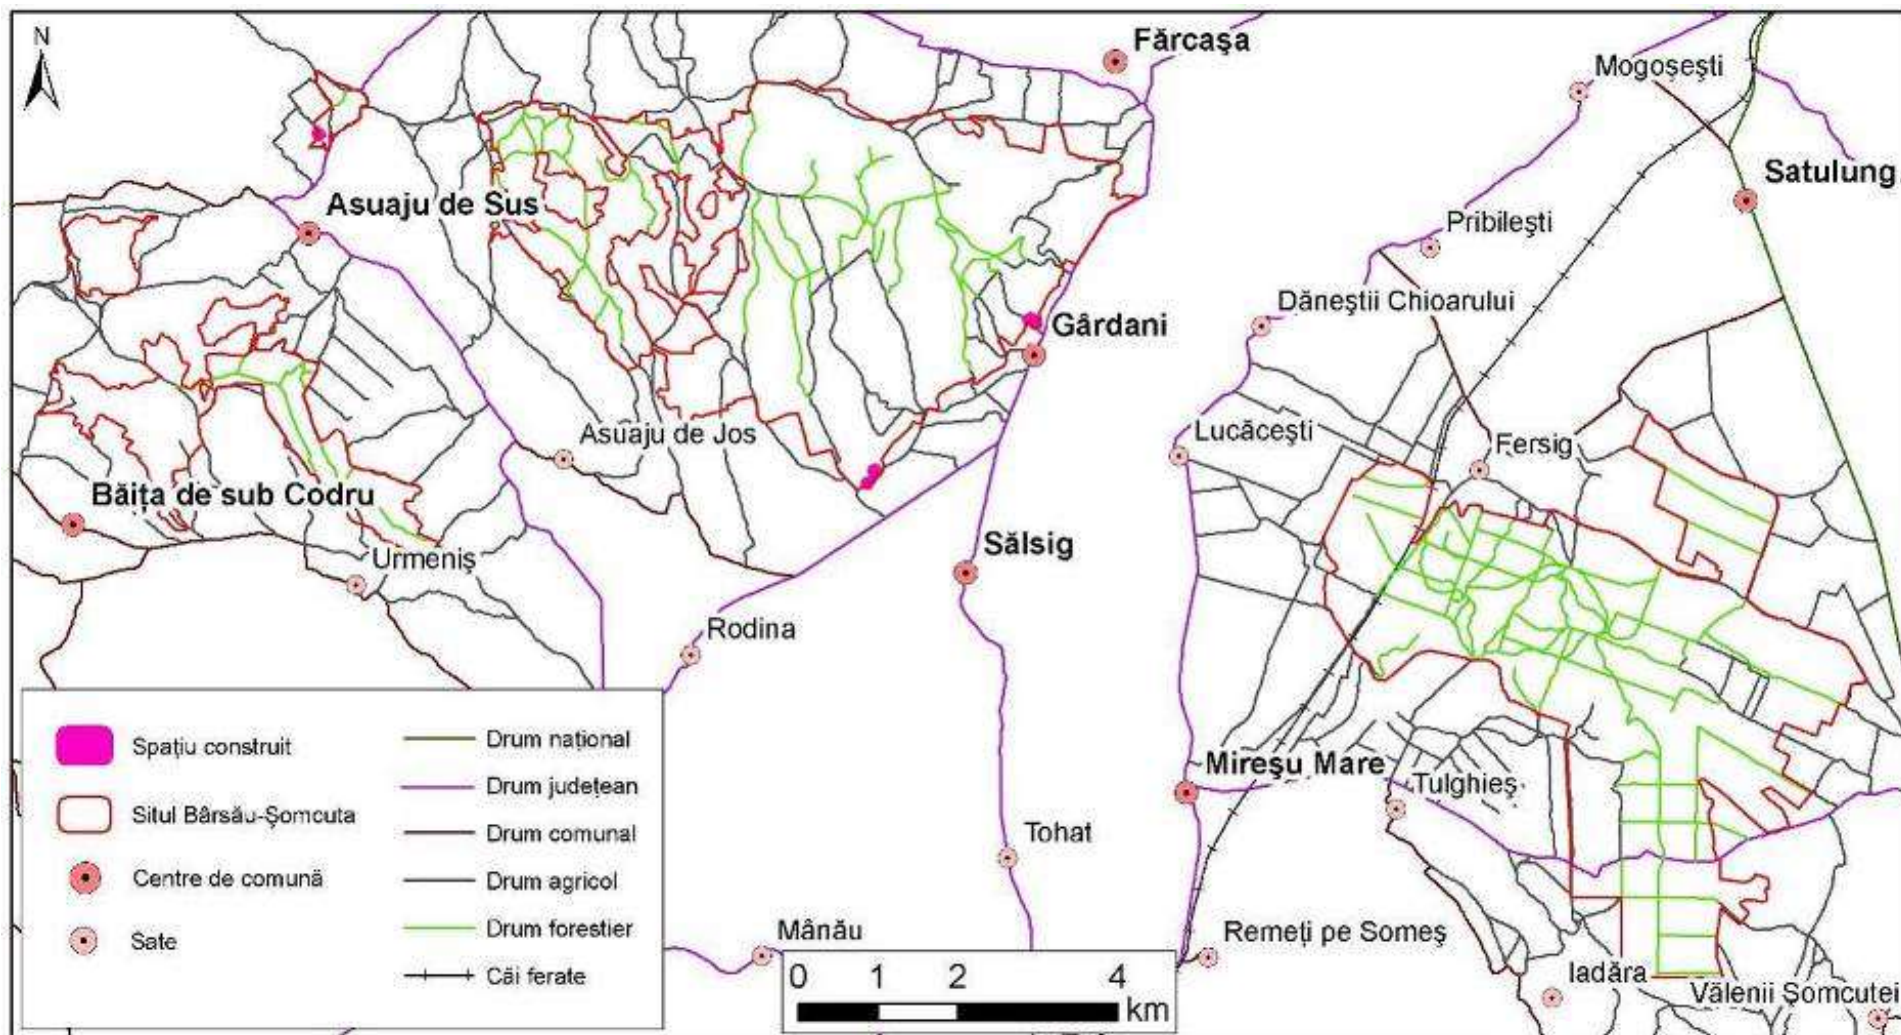 N
Fărcaşa
Mogoseşti
Satulung
Asuaju de Sus
Pribileşti
Dăneştii Chioarului
Gârdani
Asuaju de Jos
Lucăceşti
Fersig
Băița de sub Codru
Sălsig
Urmeniş
Rodina
Mireşu Mare
Tulghieş
Tohat
Mânău
Remeți pe Someş
Iadăra
Vălenii Şomcutei
Spațiu construit
Situl Bârsău-Şomcuta
Centre de comună
Sate
Drum național
Drum județean
Drum comunal
Drum agricol
Drum forestier
Căi ferate
0 1 2 4
km